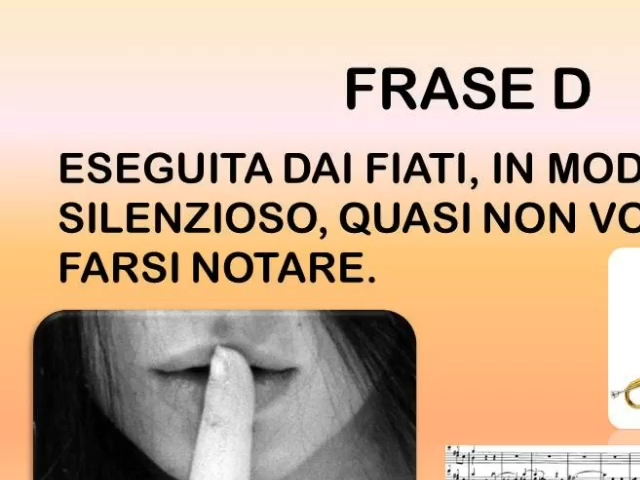 FRASE D
ESEGUITA DAI FIATI, IN MOD
SILENZIOSO, QUASI NON VO
FARSI NOTARE.